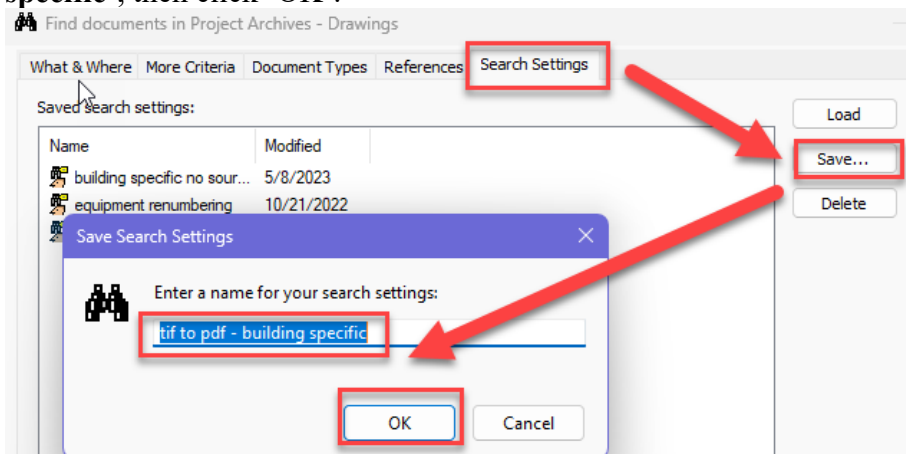 specific", then click "OK".
Find documents in Project Archives - Drawings
What & Where More Criteria Document Types References Search Settings
Saved search settings:
Load
Name Modified
Save...
building specific no sour... 5/8/2023
equipment renumbering 10/21/2022
Delete
Save Search Settings
Enter a name for your search settings:
tif to pdf - building specific
OK Cancel